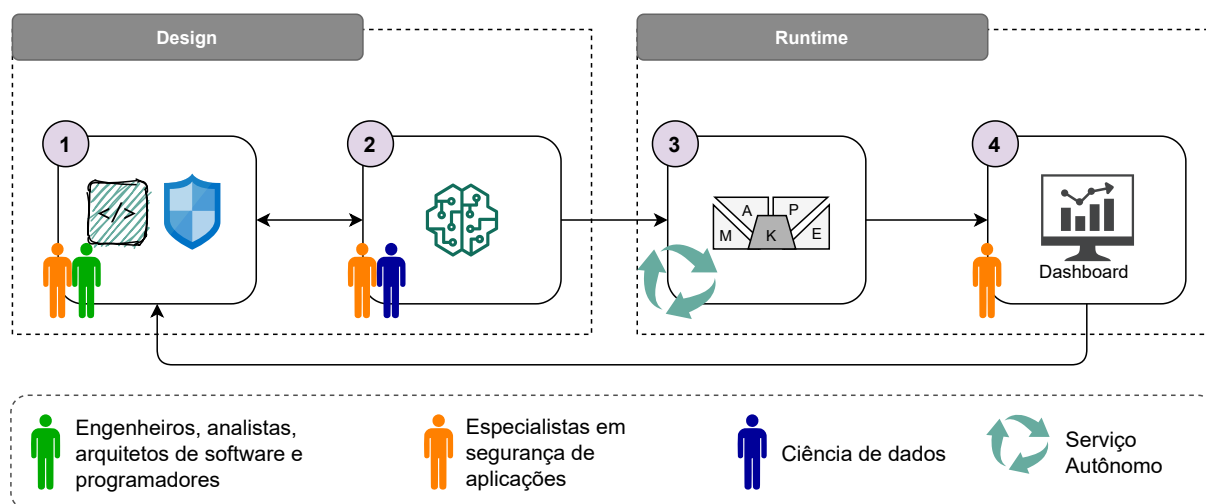 Design
Runtime
1
2
3
4
</>
A
P
M
K
E
Dashboard
Engenheiros, analistas,
arquitetos de software e
programadores
Especialistas em
segurança de
aplicações
Ciência de dados
Serviço
Autônomo